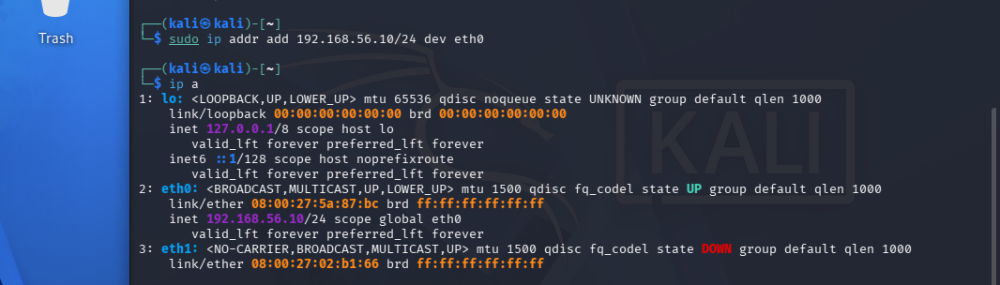 Trash
┌──(kali㉿kali)-[~]
└─$ sudo ip addr add 192.168.56.10/24 dev eth0
┌──(kali㉿kali)-[~]
└─$ ip a
1: lo: <LOOPBACK,UP,LOWER_UP> mtu 65536 qdisc noqueue state UNKNOWN group default qlen 1000
link/loopback 00:00:00:00:00:00 brd 00:00:00:00:00:00
inet 127.0.0.1/8 scope host lo
valid_lft forever preferred_lft forever
inet6 ::1/128 scope host noprefixroute
valid_lft forever preferred_lft forever
2: eth0: <BROADCAST,MULTICAST,UP,LOWER_UP> mtu 1500 qdisc fq_codel state UP group default qlen 1000
link/ether 08:00:27:5a:87:bc brd ff:ff:ff:ff:ff:ff
inet 192.168.56.10/24 scope global eth0
valid_lft forever preferred_lft forever
3: eth1: <NO-CARRIER,BROADCAST,MULTICAST,UP> mtu 1500 qdisc fq_codel state DOWN group default qlen 1000
link/ether 08:00:27:02:b1:66 brd ff:ff:ff:ff:ff:ff
KALI